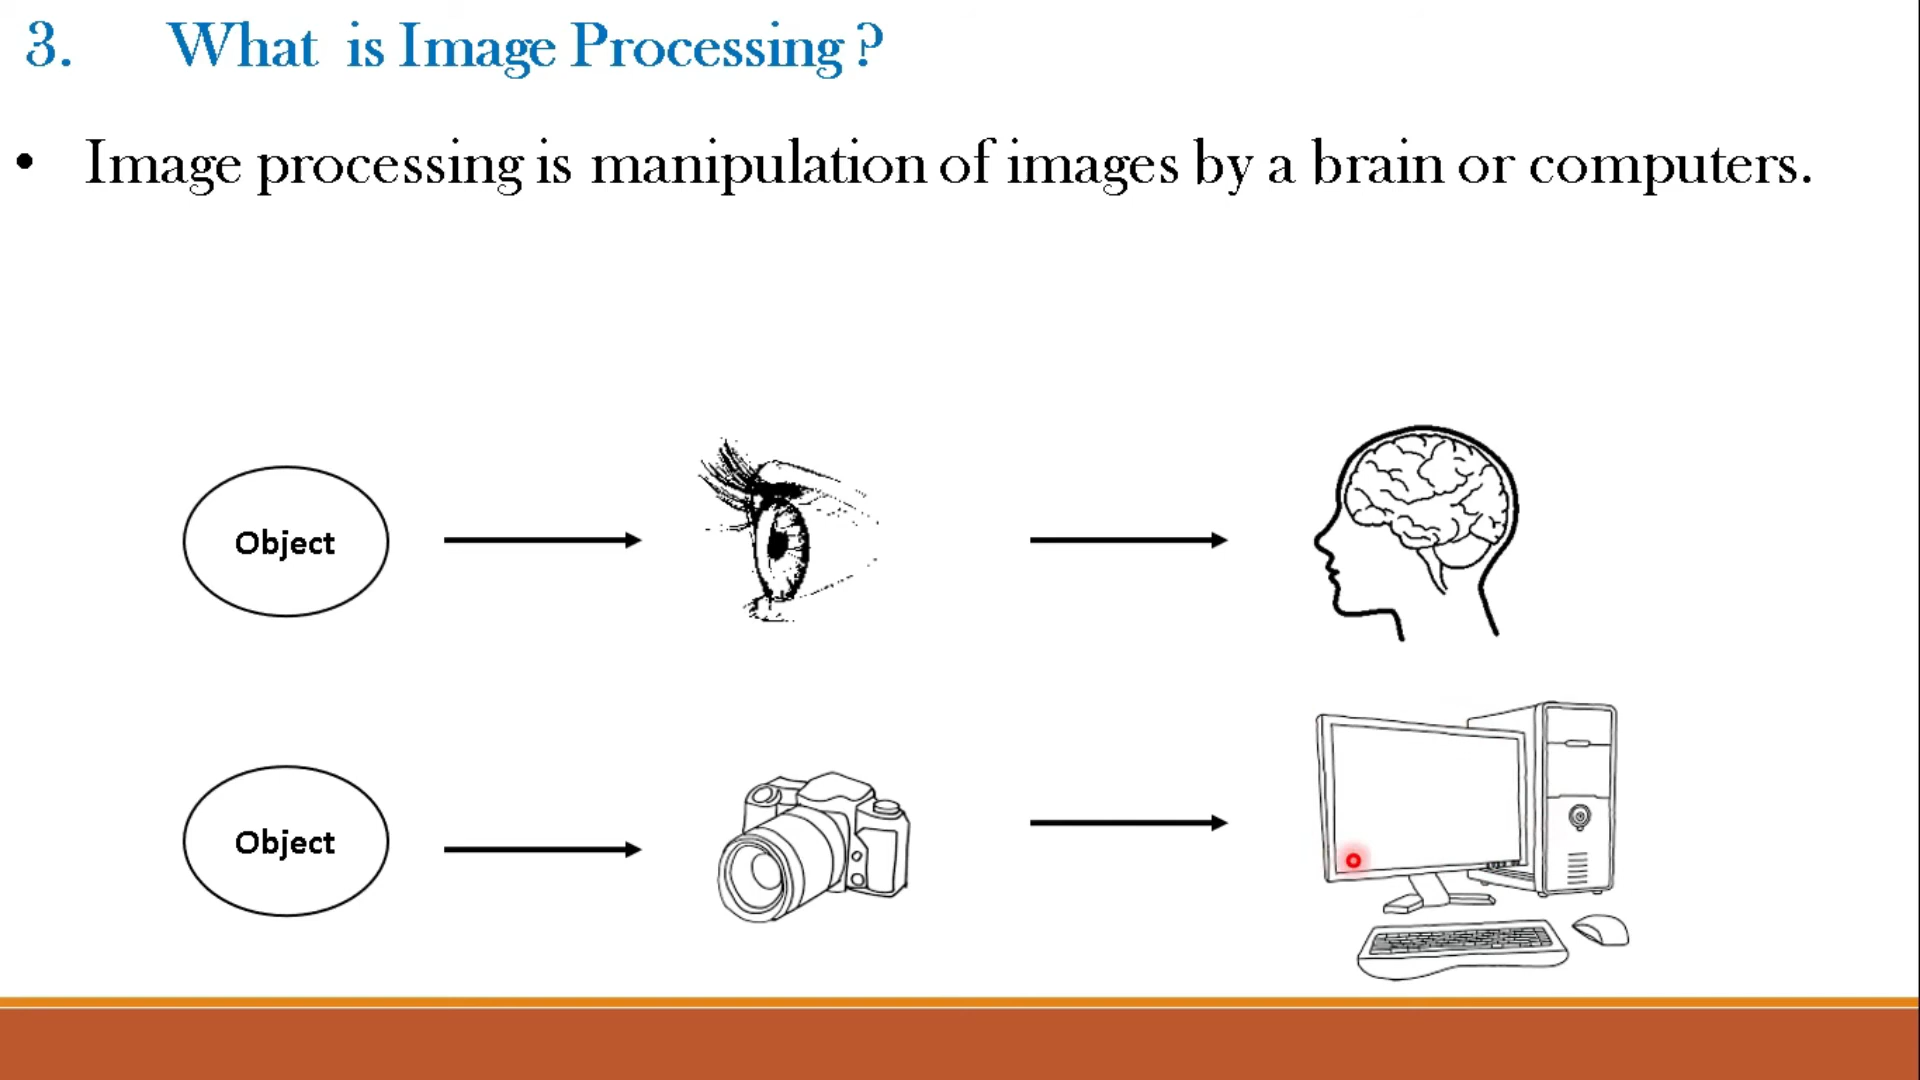 3. What is Image Processing ?
• Image processing is manipulation of images by a brain or computers.
Object
Object